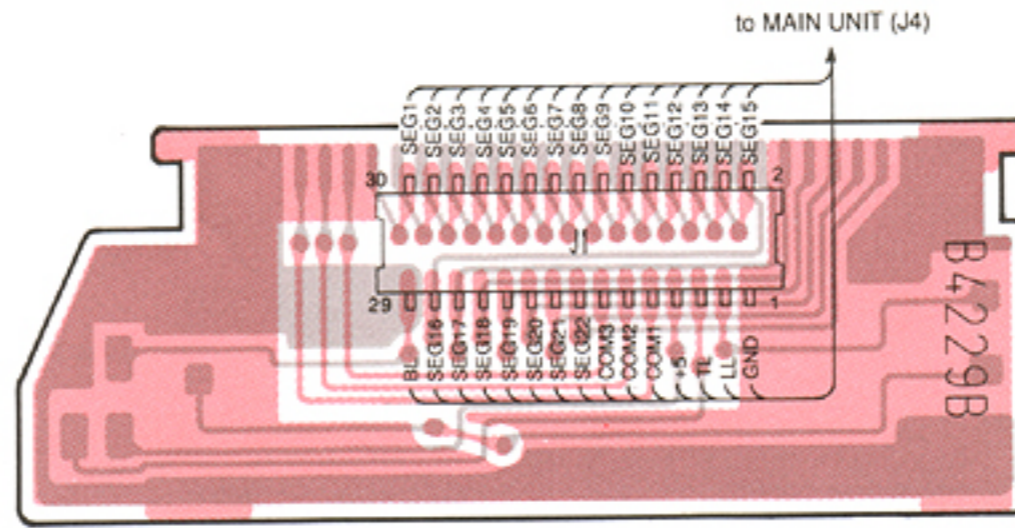 to MAIN UNIT (J4)
SEG1 SEG2 SEG3 SEG4 SEG5 SEG6 SEG7 SEG8 SEG9 SEG10 SEG11 SEG12 SEG13 SEG14 SEG15
30 2
J1
29 1
BL SEG16 SEG17 SEG18 SEG19 SEG20 SEG21 SEG22 COM3 COM2 COM1 +5 TL LL GND
B4229B